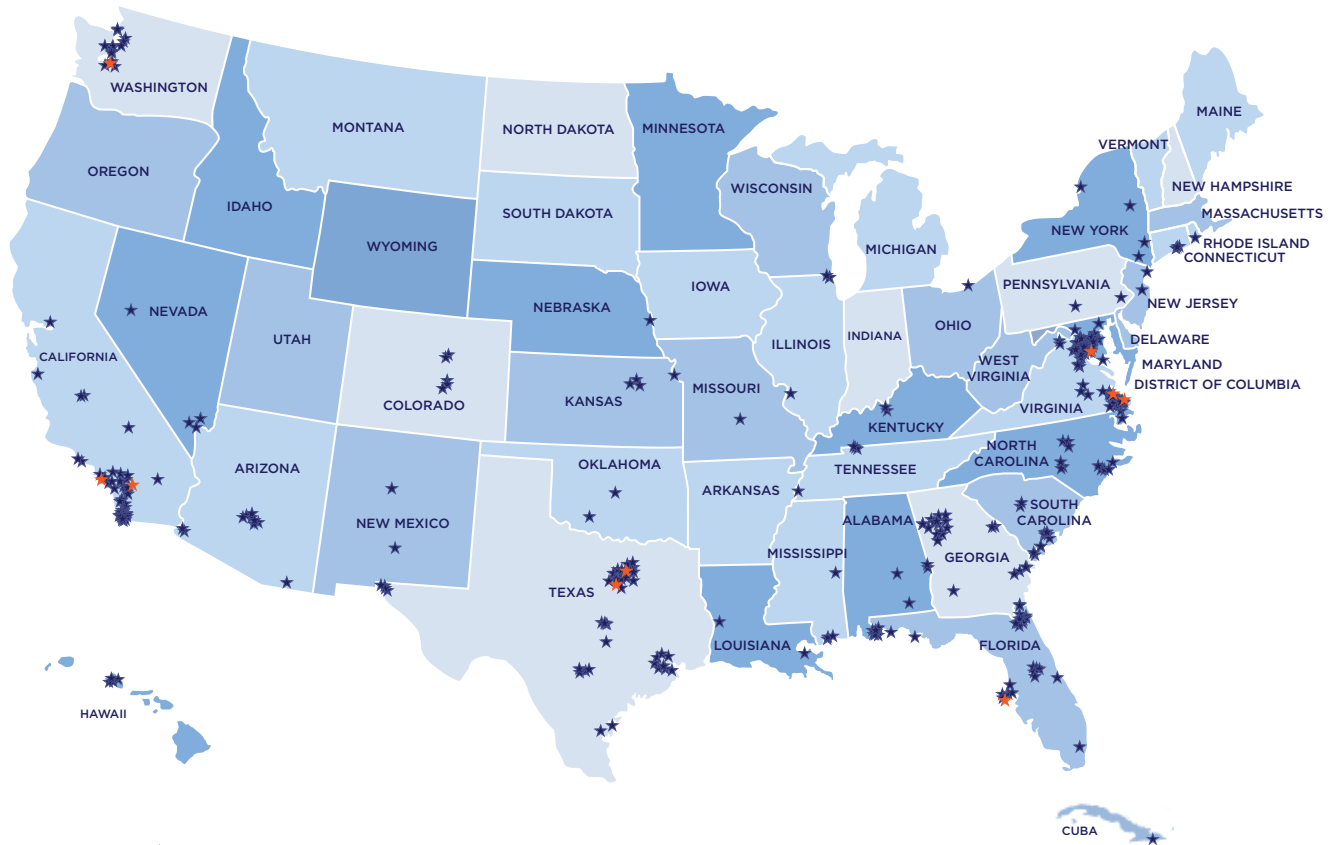 WASHINGTON
MONTANA
NORTH DAKOTA
MINNESOTA
MAINE
VERMONT
OREGON
IDAHO
SOUTH DAKOTA
WISCONSIN
NEW HAMPSHIRE
MASSACHUSETTS
WYOMING
MICHIGAN
NEW YORK
RHODE ISLAND
CONNECTICUT
IOWA
PENNSYLVANIA
NEVADA
NEBRASKA
NEW JERSEY
UTAH
ILLINOIS
INDIANA
OHIO
DELAWARE
CALIFORNIA
WEST
VIRGINIA
MARYLAND
DISTRICT OF COLUMBIA
COLORADO
KANSAS
MISSOURI
VIRGINIA
KENTUCKY
ARIZONA
OKLAHOMA
TENNESSEE
NORTH
CAROLINA
ARKANSAS
NEW MEXICO
ALABAMA
SOUTH
CAROLINA
MISSISSIPPI
GEORGIA
TEXAS
LOUISIANA
FLORIDA
HAWAII
CUBA